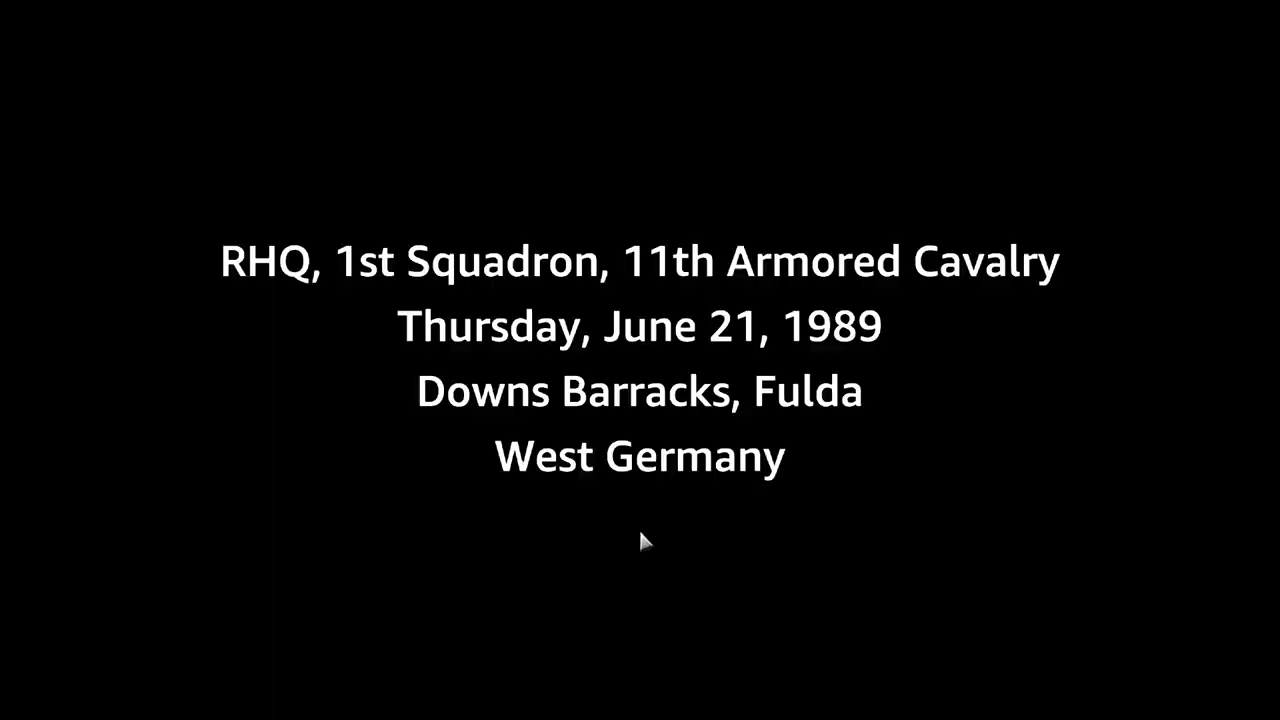 RHQ, 1st Squadron, 11th Armored Cavalry
Thursday, June 21, 1989
Downs Barracks, Fulda
West Germany